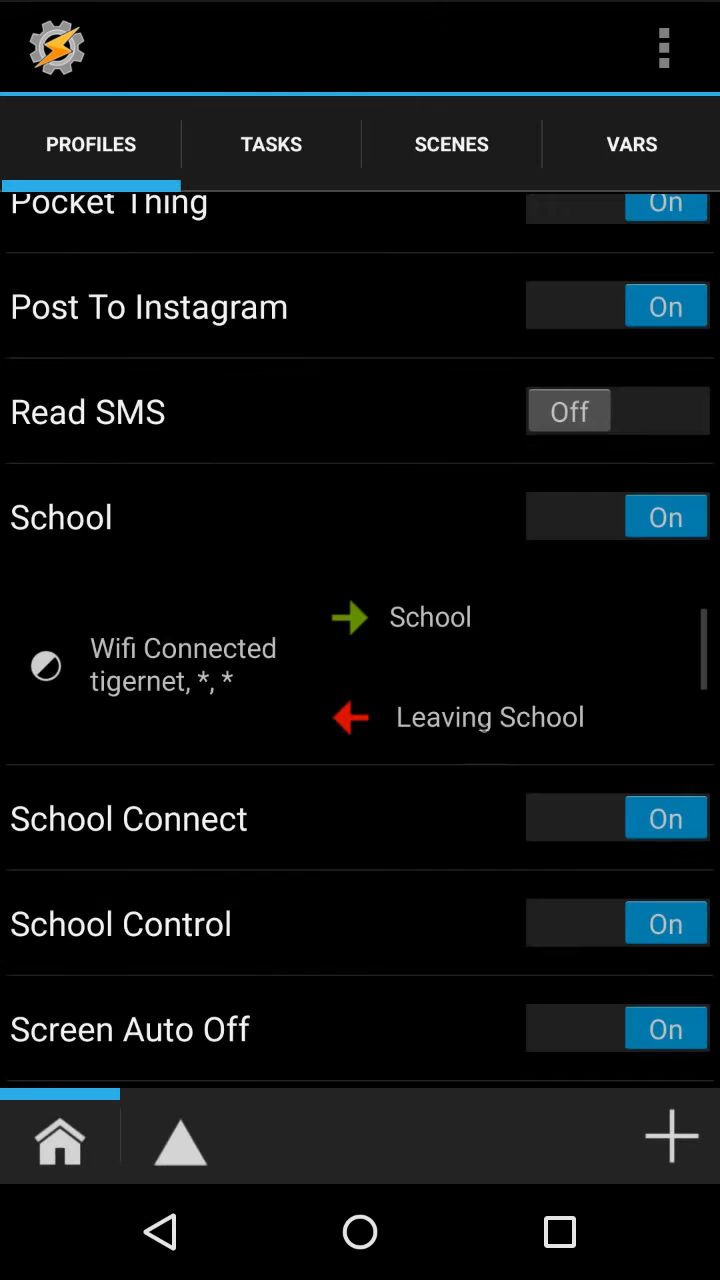 PROFILES TASKS SCENES VARS
Pocket Thing On
Post To Instagram On
Read SMS Off
School On
School
Wifi Connected
tigernet, *, *
Leaving School
School Connect On
School Control On
Screen Auto Off On